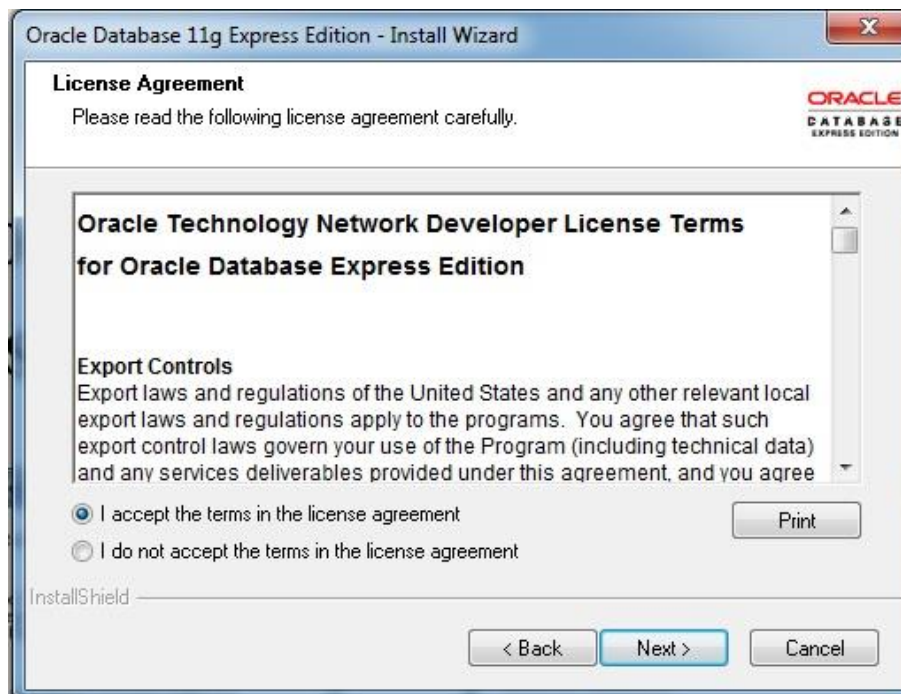 Oracle Database 11g Express Edition - Install Wizard
License Agreement
Please read the following license agreement carefully.
ORACLE
DATABASE
EXPRESS EDITION
Oracle Technology Network Developer License Terms
for Oracle Database Express Edition
Export Controls
Export laws and regulations of the United States and any other relevant local
export laws and regulations apply to the programs.  You agree that such
export control laws govern your use of the Program (including technical data)
and any services deliverables provided under this agreement, and you agree
I accept the terms in the license agreement
Print
I do not accept the terms in the license agreement
InstallShield
< Back
Next >
Cancel